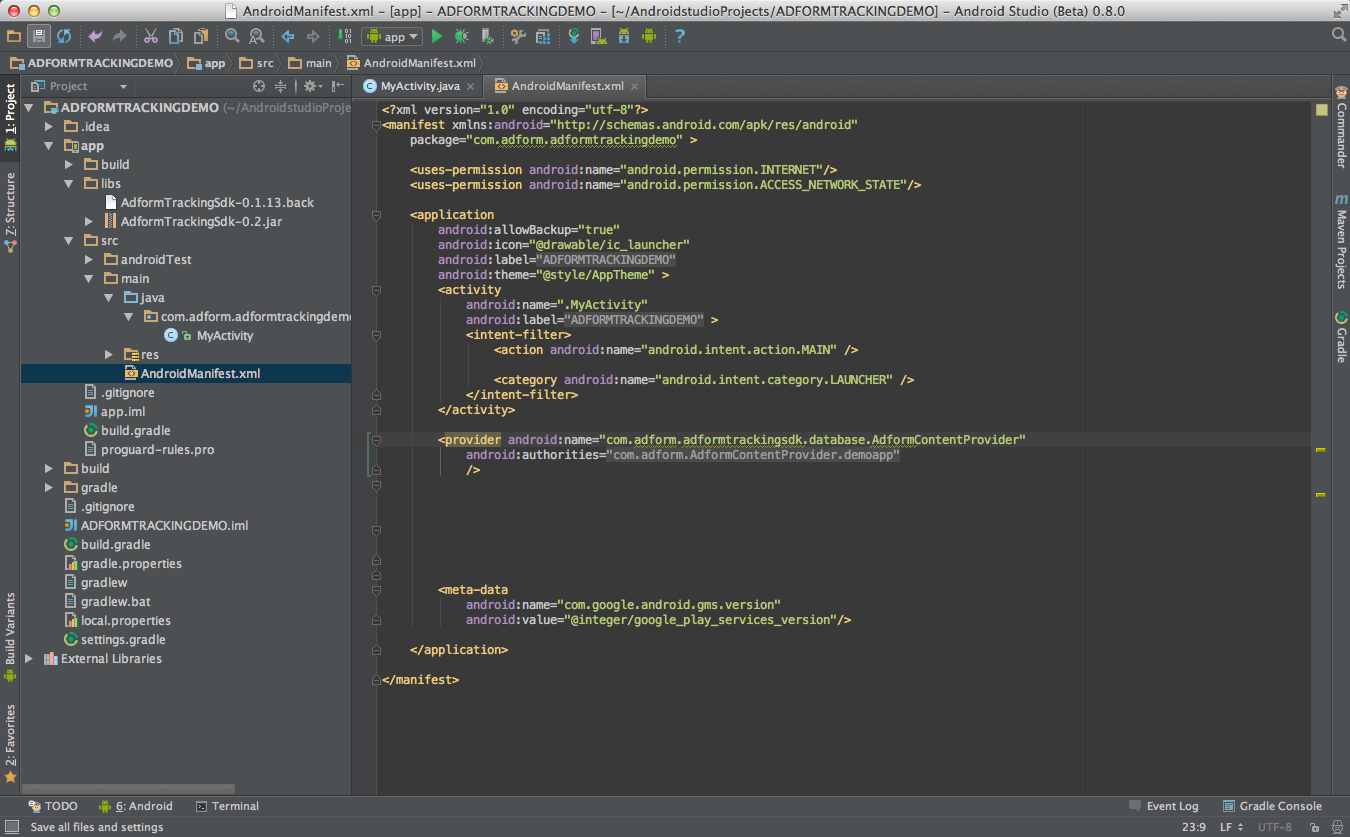 AndroidManifest.xml - [app] - ADFORMTRACKINGDEMO - [~/AndroidstudioProjects/ADFORMTRACKINGDEMO] - Android Studio (Beta) 0.8.0
app
ADFORMTRACKINGDEMO app src main AndroidManifest.xml
Project
MyActivity.java AndroidManifest.xml
1: Project
Z: Structure
Build Variants
2: Favorites
ADFORMTRACKINGDEMO (~/AndroidstudioProje
.idea
app
build
libs
AdformTrackingSdk-0.1.13.back
AdformTrackingSdk-0.2.jar
src
androidTest
main
java
com.adform.adformtrackingdemo
MyActivity
res
AndroidManifest.xml
.gitignore
app.iml
build.gradle
proguard-rules.pro
build
gradle
.gitignore
ADFORMTRACKINGDEMO.iml
build.gradle
gradle.properties
gradlew
gradlew.bat
local.properties
settings.gradle
External Libraries
<?xml version="1.0" encoding="utf-8"?>
<manifest xmlns:android="http://schemas.android.com/apk/res/android"
package="com.adform.adformtrackingdemo" >
<uses-permission android:name="android.permission.INTERNET"/>
<uses-permission android:name="android.permission.ACCESS_NETWORK_STATE"/>
<application
android:allowBackup="true"
android:icon="@drawable/ic_launcher"
android:label="ADFORMTRACKINGDEMO"
android:theme="@style/AppTheme" >
<activity
android:name=".MyActivity"
android:label="ADFORMTRACKINGDEMO" >
<intent-filter>
<action android:name="android.intent.action.MAIN" />
<category android:name="android.intent.category.LAUNCHER" />
</intent-filter>
</activity>
<provider android:name="com.adform.adformtrackingsdk.database.AdformContentProvider"
android:authorities="com.adform.AdformContentProvider.demoapp"
/>
<meta-data
android:name="com.google.android.gms.version"
android:value="@integer/google_play_services_version"/>
</application>
</manifest>
Commander
Maven Projects
Gradle
TODO 6: Android Terminal Event Log Gradle Console
Save all files and settings 23:9 LF UTF-8